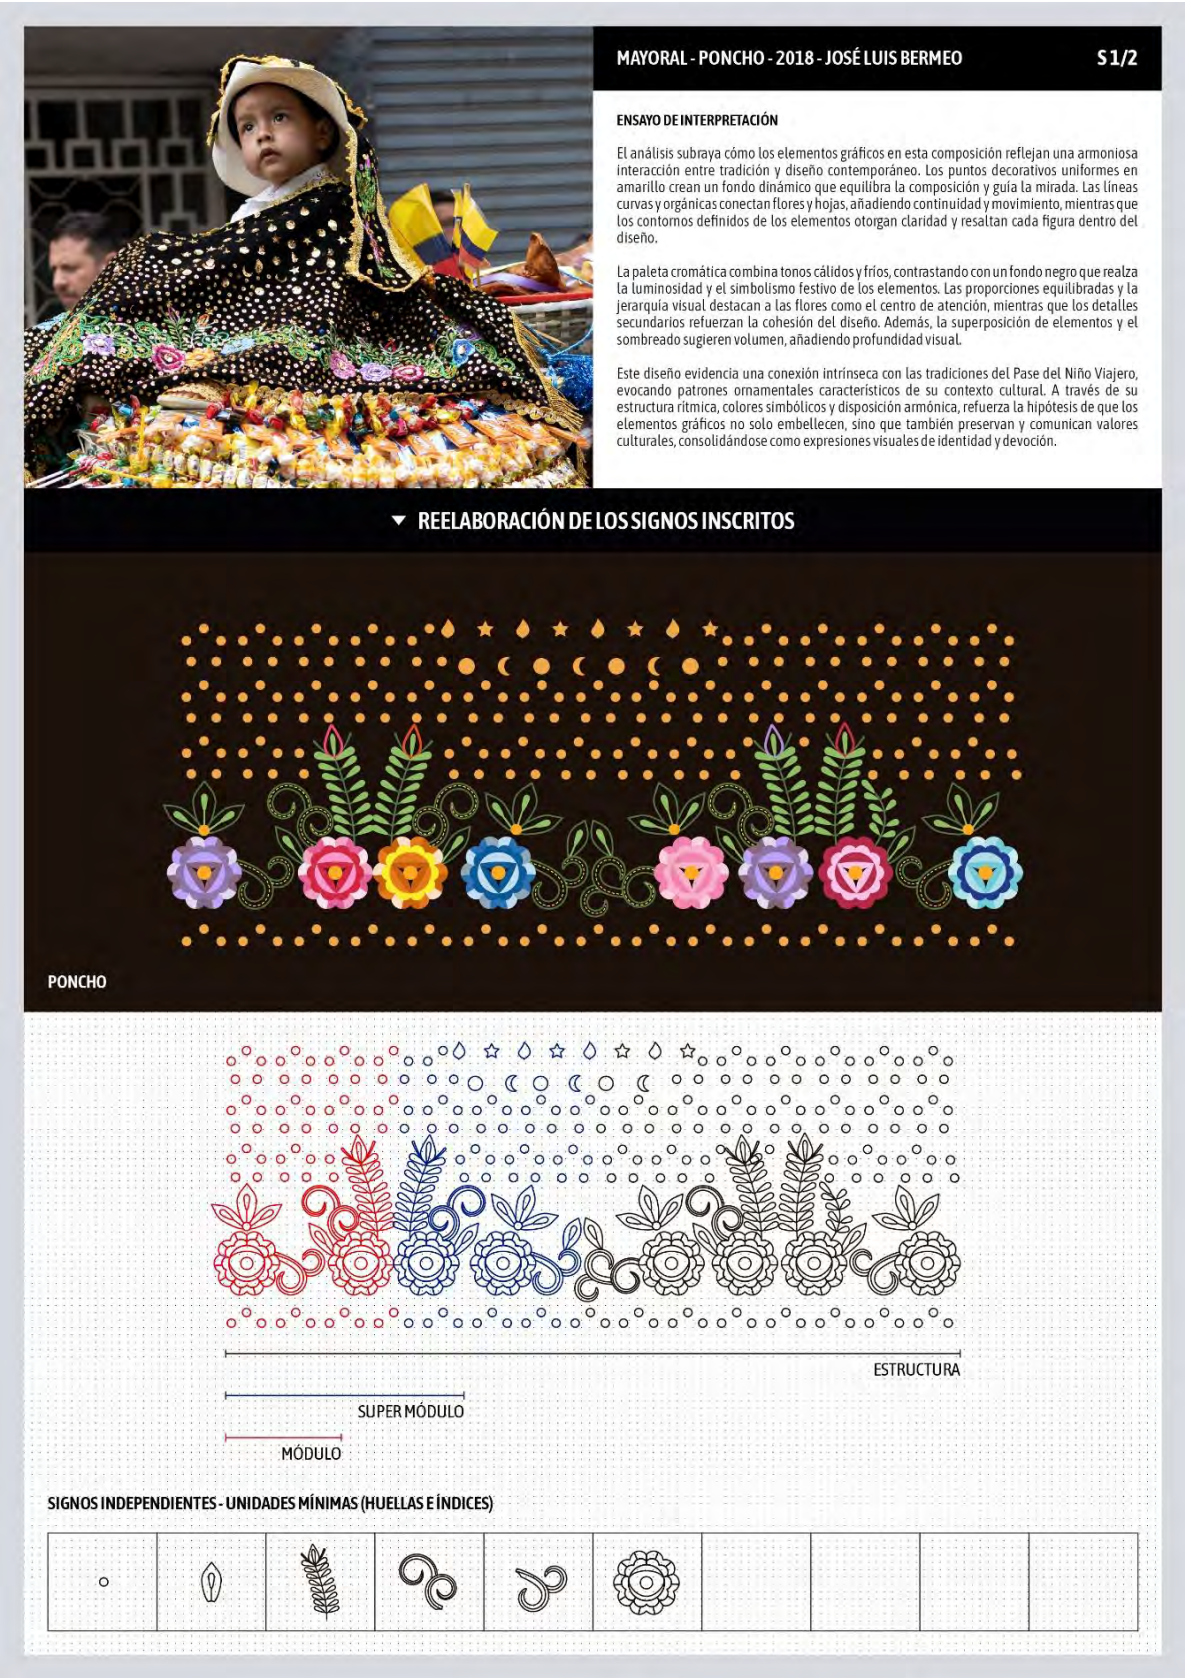 MAYORAL - PONCHO - 2018 - JOSÉ LUIS BERMEO
S 1/2
ENSAYO DE INTERPRETACIÓN
El análisis subraya cómo los elementos gráficos en esta composición reflejan una armoniosa
interacción entre tradición y diseño contemporáneo. Los puntos decorativos uniformes en
amarillo crean un fondo dinámico que equilibra la composición y guía la mirada. Las líneas
curvas y orgánicas conectan flores y hojas, añadiendo continuidad y movimiento, mientras que
los contornos definidos de los elementos otorgan claridad y resaltan cada figura dentro del
diseño.
La paleta cromática combina tonos cálidos y fríos, contrastando con un fondo negro que realza
la luminosidad y el simbolismo festivo de los elementos. Las proporciones equilibradas y la
jerarquía visual destacan a las flores como el centro de atención, mientras que los detalles
secundarios refuerzan la cohesión del diseño. Además, la superposición de elementos y el
sombreado sugieren volumen, añadiendo profundidad visual.
Este diseño evidencia una conexión intrínseca con las tradiciones del Pase del Niño Viajero,
evocando patrones ornamentales característicos de su contexto cultural. A través de su
estructura rítmica, colores simbólicos y disposición armónica, refuerza la hipótesis de que los
elementos gráficos no solo embellecen, sino que también preservan y comunican valores
culturales, consolidándose como expresiones visuales de identidad y devoción.
REELABORACIÓN DE LOS SIGNOS INSCRITOS
PONCHO
ESTRUCTURA
SUPER MÓDULO
MÓDULO
SIGNOS INDEPENDIENTES - UNIDADES MÍNIMAS (HUELLAS E ÍNDICES)